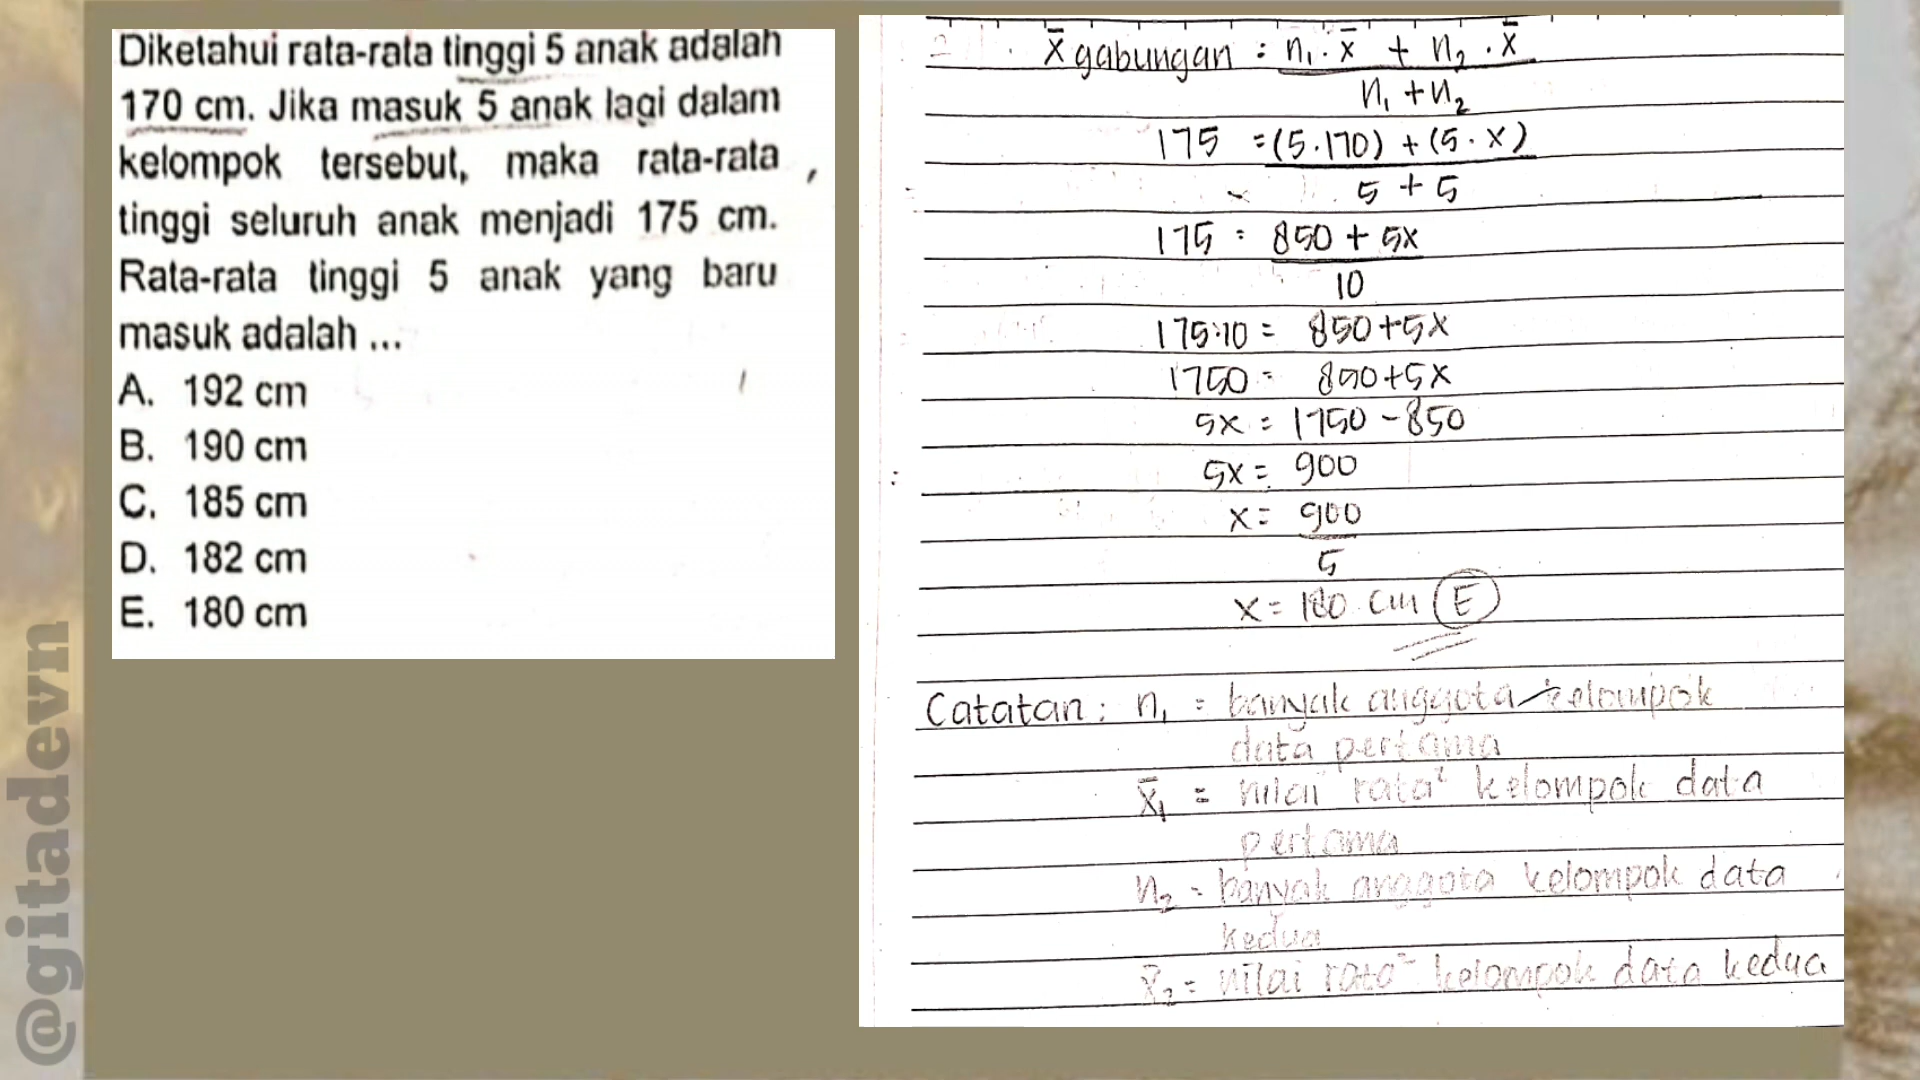 Diketahui rata-rata tinggi 5 anak adalah
170 cm. Jika masuk 5 anak lagi dalam
kelompok tersebut, maka rata-rata
tinggi seluruh anak menjadi 175 cm.
Rata-rata tinggi 5 anak yang baru
masuk adalah ...
A. 192 cm
B. 190 cm
C. 185 cm
D. 182 cm
E. 180 cm
x̄ gabungan : n₁ . x̄ + n₂ . x̄
n₁ + n₂
175 = (5.170) + (5 . x)
5 + 5
175 = 850 + 5x
10
175.10 = 850+5x
1750 = 850+5x
5x = 1750 - 850
5x = 900
x = 900
5
x = 180 cm E
Catatan : n₁ = banyak anggota kelompok
data pertama
x̄₁ = nilai rata² kelompok data
pertama
n₂ = banyak anggota kelompok data
kedua
x̄₂ = nilai rata² kelompok data kedua
@gitadevn